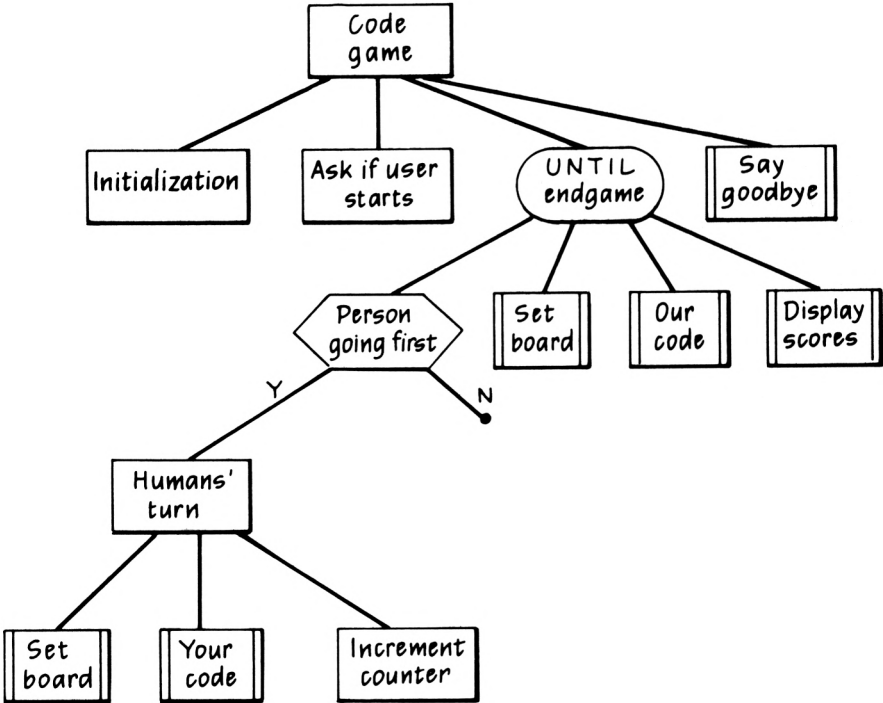 Code
game
Initialization
Ask if user
starts
UNTIL
endgame
Say
goodbye
Person
going first
Set
board
Our
code
Display
scores
Y
N
Humans'
turn
Set
board
Your
code
Increment
counter